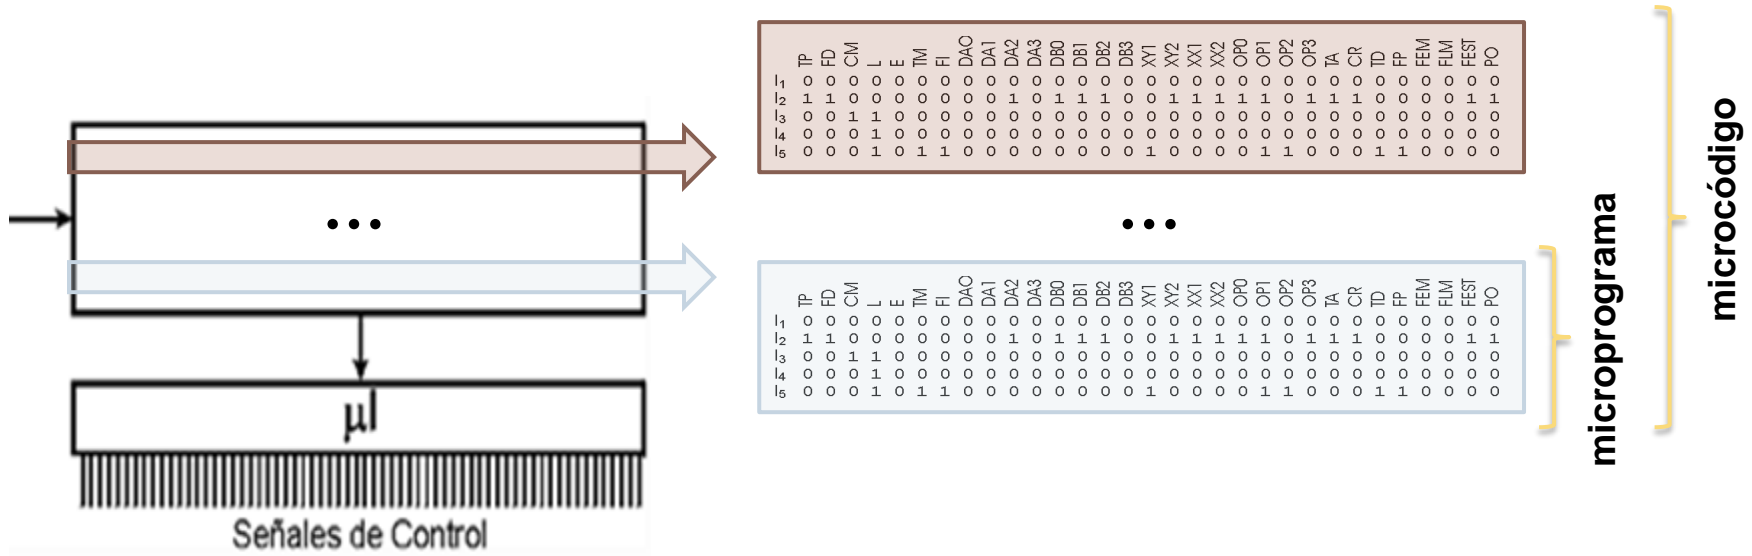 TP FD CM L E TM FI DA0 DA1 DA2 DA3 DB0 DB1 DB2 DB3 XY1 XY2 XX1 XX2 OP0 OP1 OP2 OP3 TA CR TD FP FEM FLM FEST PO
I₁ 0 0 0 0 0 0 0 0 0 0 0 0 0 0 0 0 0 0 0 0 0 0 0 0 0 0 0 0 0 0 0
I₂ 1 1 0 0 0 0 0 0 0 1 0 1 1 1 0 0 1 1 1 1 1 0 1 1 1 0 0 0 0 1 1
I₃ 0 0 1 1 0 0 0 0 0 0 0 0 0 0 0 0 0 0 0 0 0 0 0 0 0 0 0 0 0 0 0
I₄ 0 0 0 1 0 0 0 0 0 0 0 0 0 0 0 0 0 0 0 0 0 0 0 0 0 0 0 0 0 0 0
I₅ 0 0 0 1 0 1 1 0 0 0 0 0 0 0 0 1 0 0 0 0 1 1 0 0 0 1 1 0 0 0 0
...
...
TP FD CM L E TM FI DA0 DA1 DA2 DA3 DB0 DB1 DB2 DB3 XY1 XY2 XX1 XX2 OP0 OP1 OP2 OP3 TA CR TD FP FEM FLM FEST PO
I₁ 0 0 0 0 0 0 0 0 0 0 0 0 0 0 0 0 0 0 0 0 0 0 0 0 0 0 0 0 0 0 0
I₂ 1 1 0 0 0 0 0 0 0 1 0 1 1 1 0 0 1 1 1 1 1 0 1 1 1 0 0 0 0 1 1
I₃ 0 0 1 1 0 0 0 0 0 0 0 0 0 0 0 0 0 0 0 0 0 0 0 0 0 0 0 0 0 0 0
I₄ 0 0 0 1 0 0 0 0 0 0 0 0 0 0 0 0 0 0 0 0 0 0 0 0 0 0 0 0 0 0 0
I₅ 0 0 0 1 0 1 1 0 0 0 0 0 0 0 0 1 0 0 0 0 1 1 0 0 0 1 1 0 0 0 0
microprograma
microcódigo
µI
Señales de Control